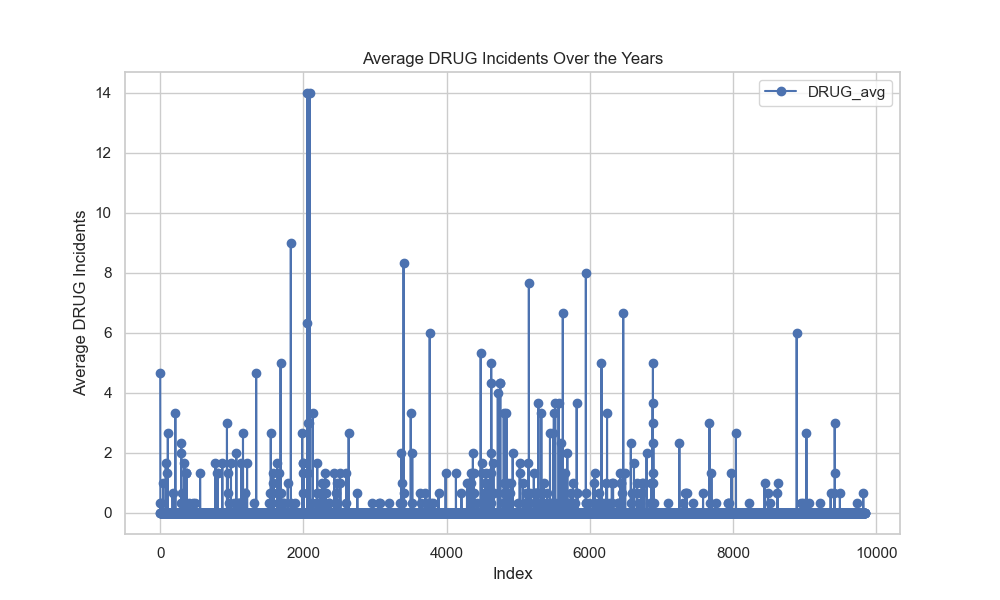 Average DRUG Incidents Over the Years
DRUG_avg
Average DRUG Incidents
14
12
10
8
6
4
2
0
0 2000 4000 6000 8000 10000
Index